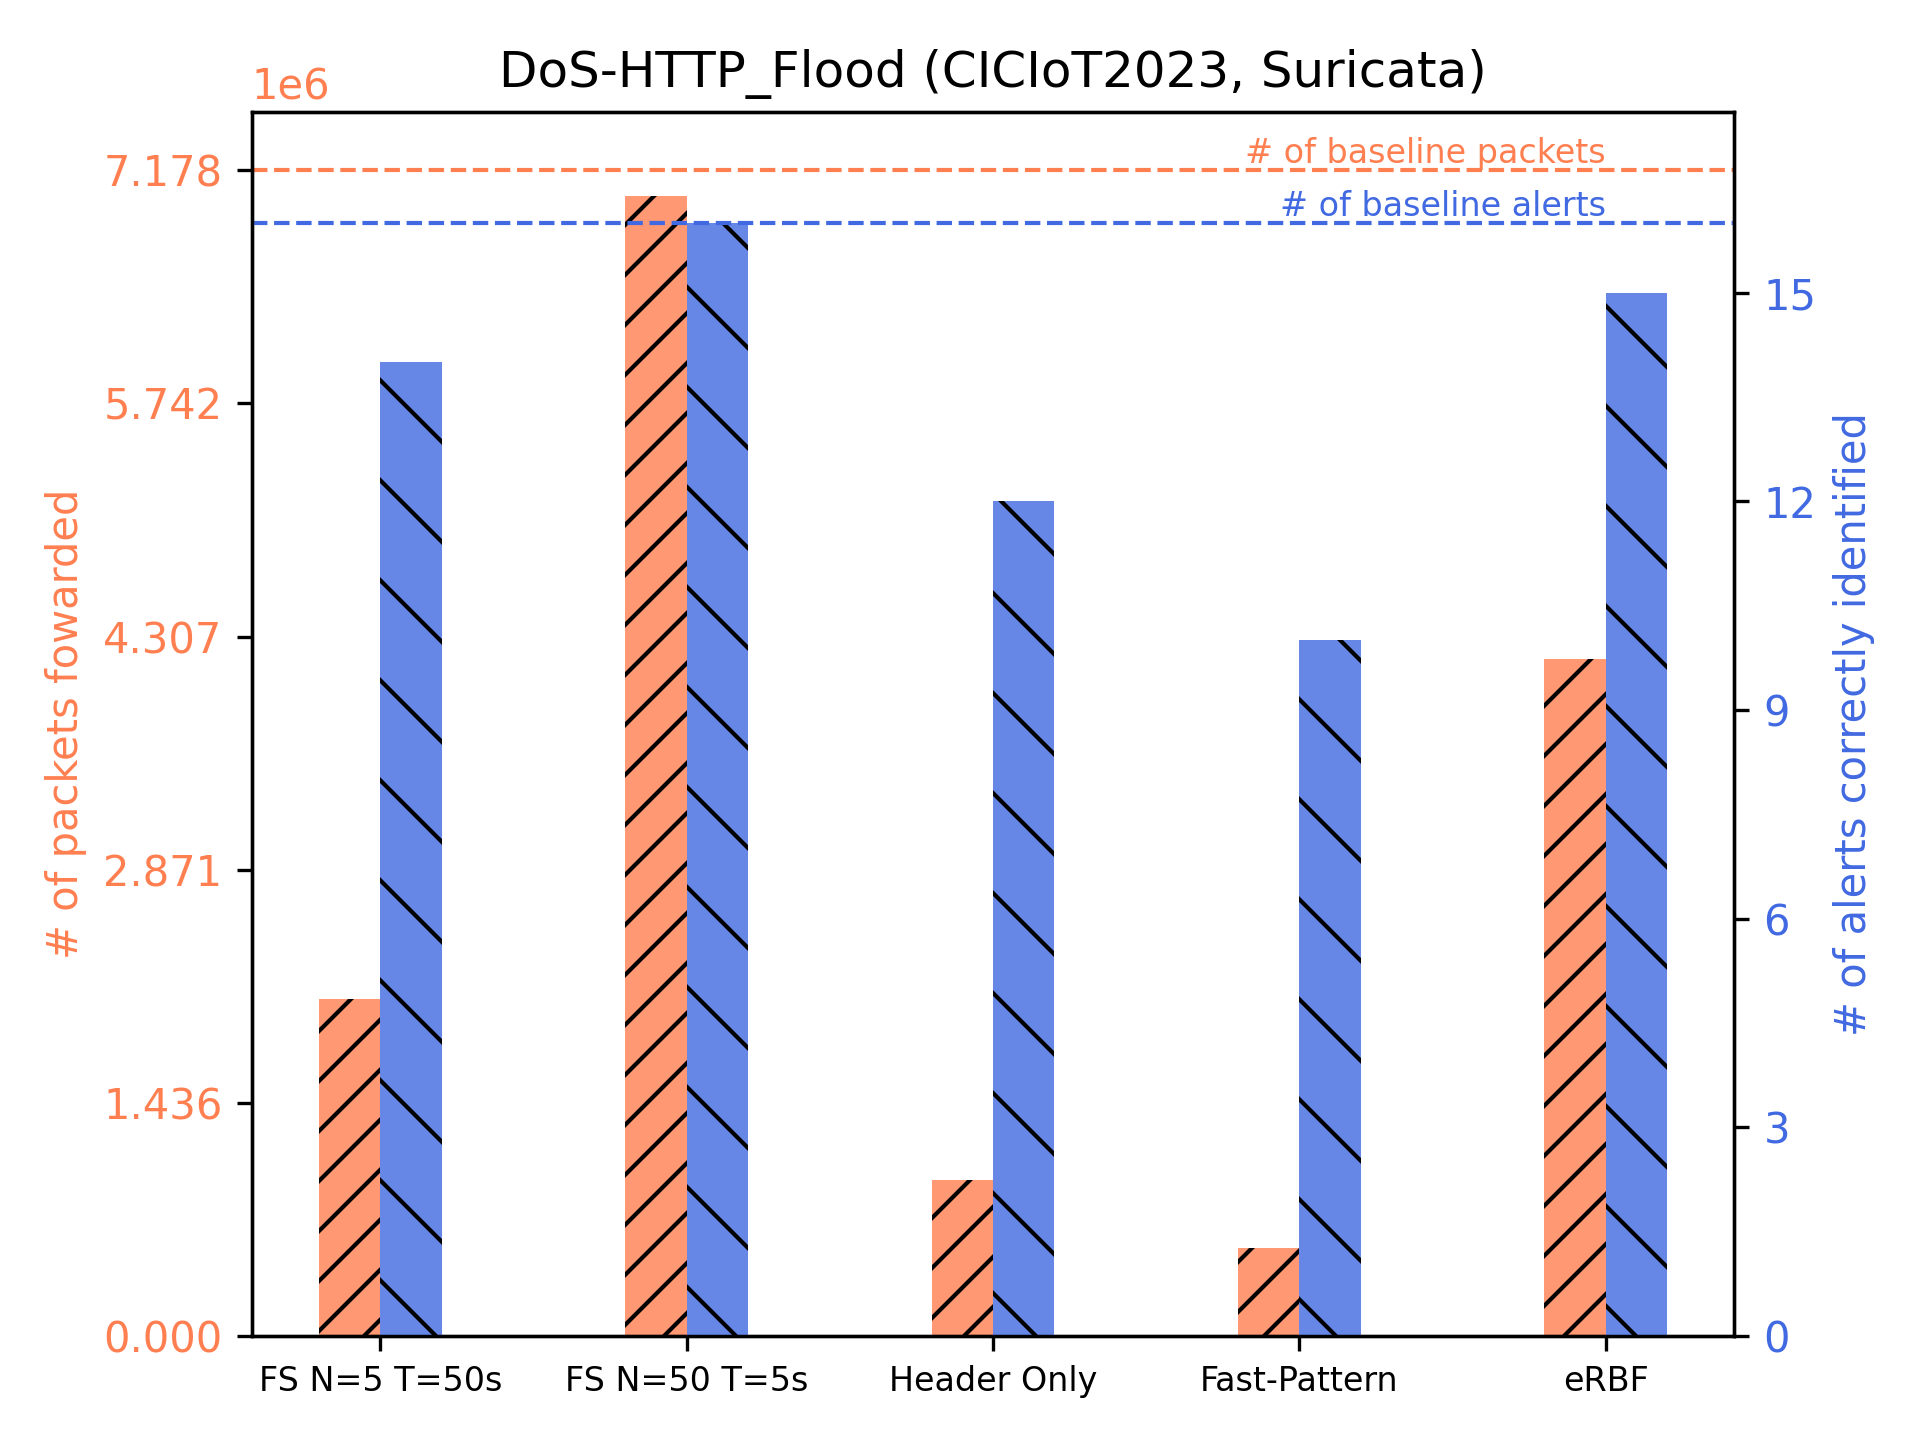 DoS-HTTP_Flood (CICIoT2023, Suricata)
1e6
# of baseline packets
# of baseline alerts
7.178
5.742
4.307
2.871
1.436
0.000
# of packets fowarded
15
12
9
6
3
0
# of alerts correctly identified
FS N=5 T=50s
FS N=50 T=5s
Header Only
Fast-Pattern
eRBF